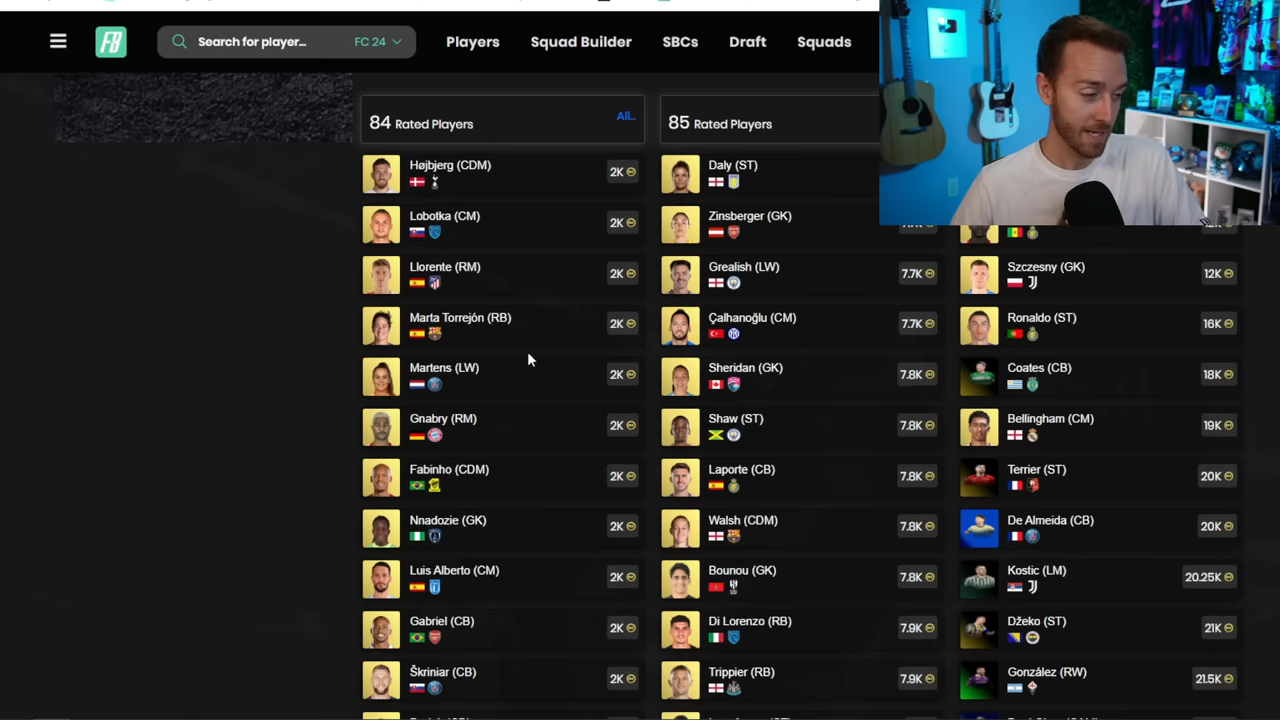 FB
Search for player...
FC 24
Players
Squad Builder
SBCs
Draft
Squads
84 Rated Players
All..
85 Rated Players
Højbjerg (CDM)
2K
Daly (ST)
Lobotka (CM)
2K
Zinsberger (GK)
Llorente (RM)
2K
Grealish (LW)
7.7K
Szczesny (GK)
12K
Marta Torrejón (RB)
2K
Çalhanoğlu (CM)
7.7K
Ronaldo (ST)
16K
Martens (LW)
2K
Sheridan (GK)
7.8K
Coates (CB)
18K
Gnabry (RM)
2K
Shaw (ST)
7.8K
Bellingham (CM)
19K
Fabinho (CDM)
2K
Laporte (CB)
7.8K
Terrier (ST)
20K
Nnadozie (GK)
2K
Walsh (CDM)
7.8K
De Almeida (CB)
20K
Luis Alberto (CM)
2K
Bounou (GK)
7.8K
Kostic (LM)
20.25K
Gabriel (CB)
2K
Di Lorenzo (RB)
7.9K
Džeko (ST)
21K
Škriniar (CB)
2K
Trippier (RB)
7.9K
González (RW)
21.5K